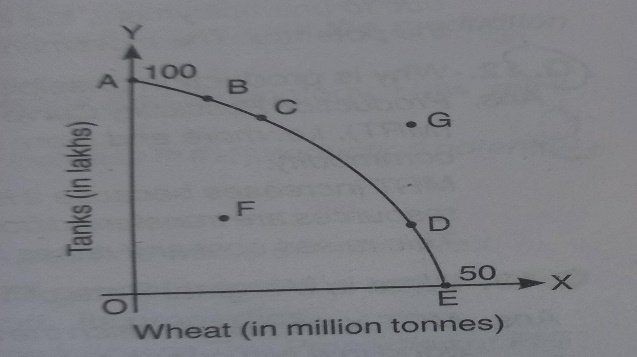 Y
A 100
B
C
G
F
D
Tanks (in lakhs)
50
X
O
E
Wheat (in million tonnes)